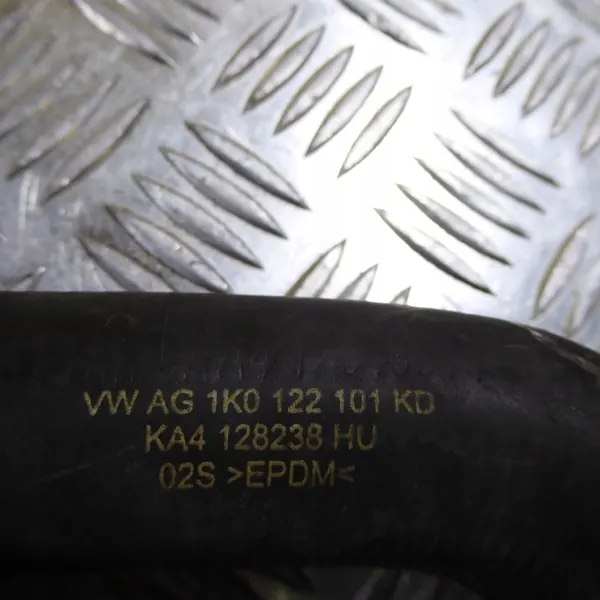 VW AG 1K0 122 101 KD
KA4 128238 HU
02S >EPDM<